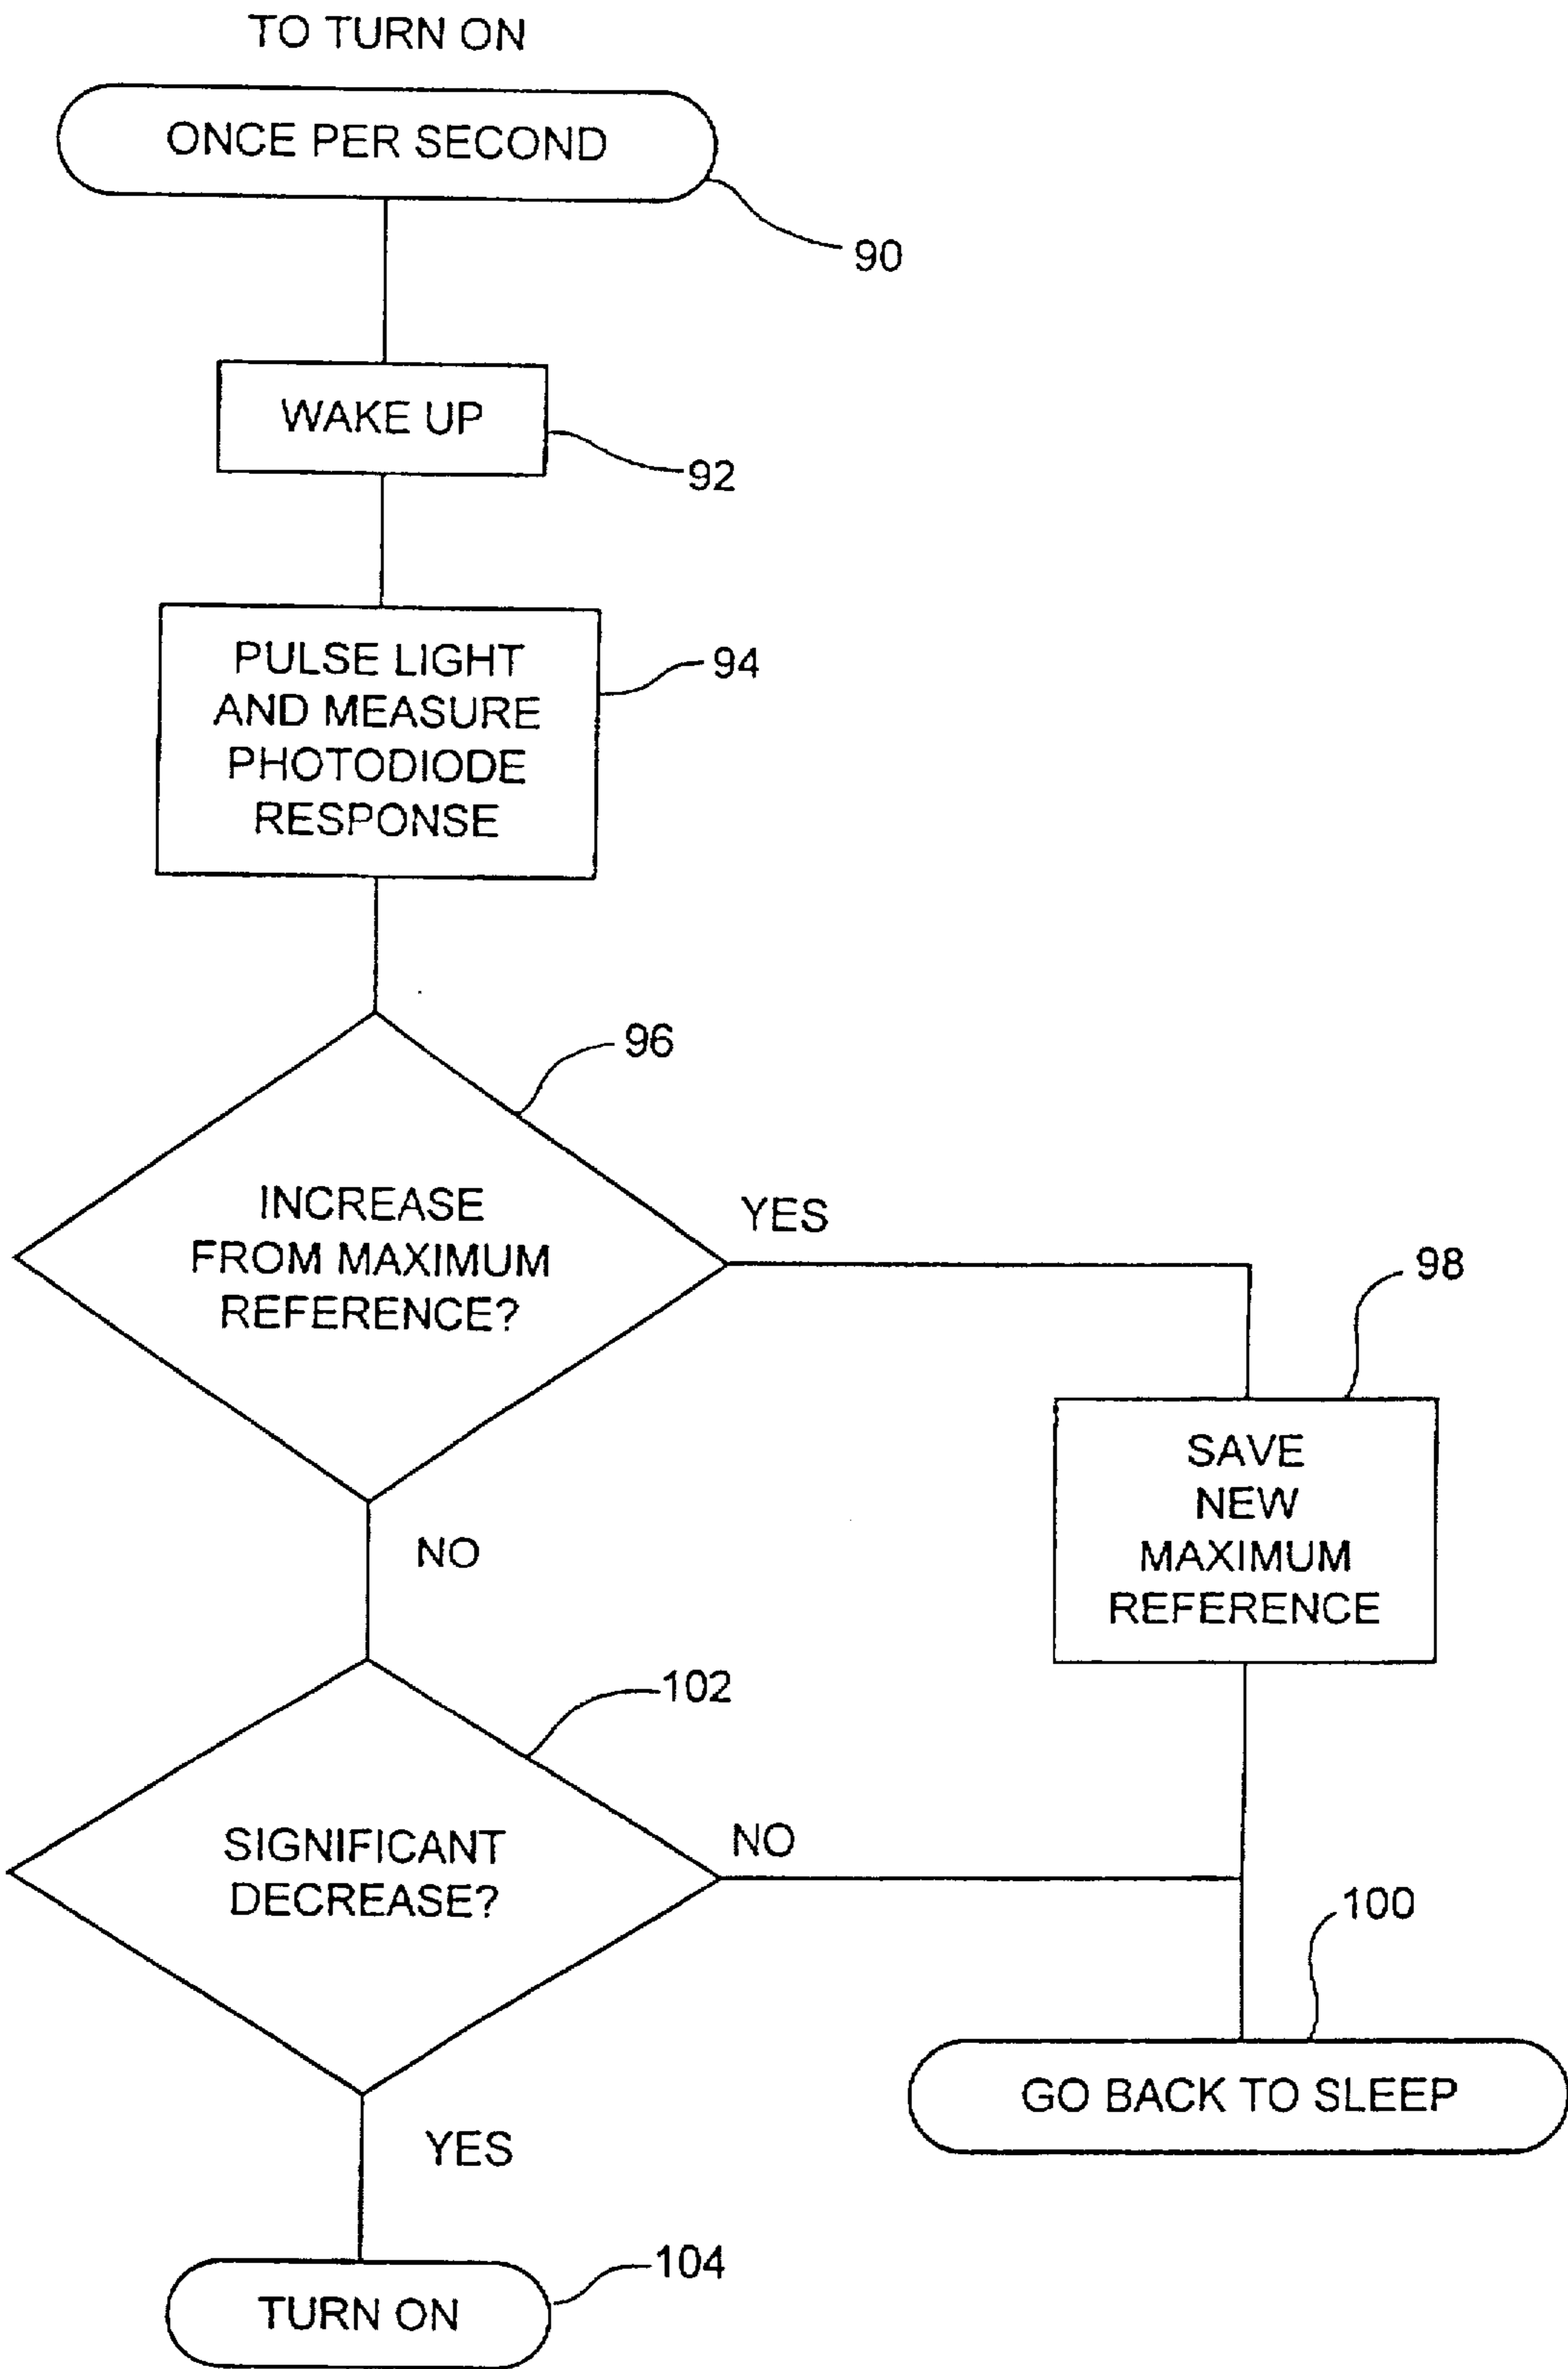 TO TURN ON
ONCE PER SECOND
90
WAKE UP
92
PULSE LIGHT
AND MEASURE
PHOTODIODE
RESPONSE
94
96
INCREASE
FROM MAXIMUM
REFERENCE?
YES
98
SAVE
NEW
MAXIMUM
REFERENCE
NO
102
SIGNIFICANT
DECREASE?
NO
100
GO BACK TO SLEEP
YES
104
TURN ON